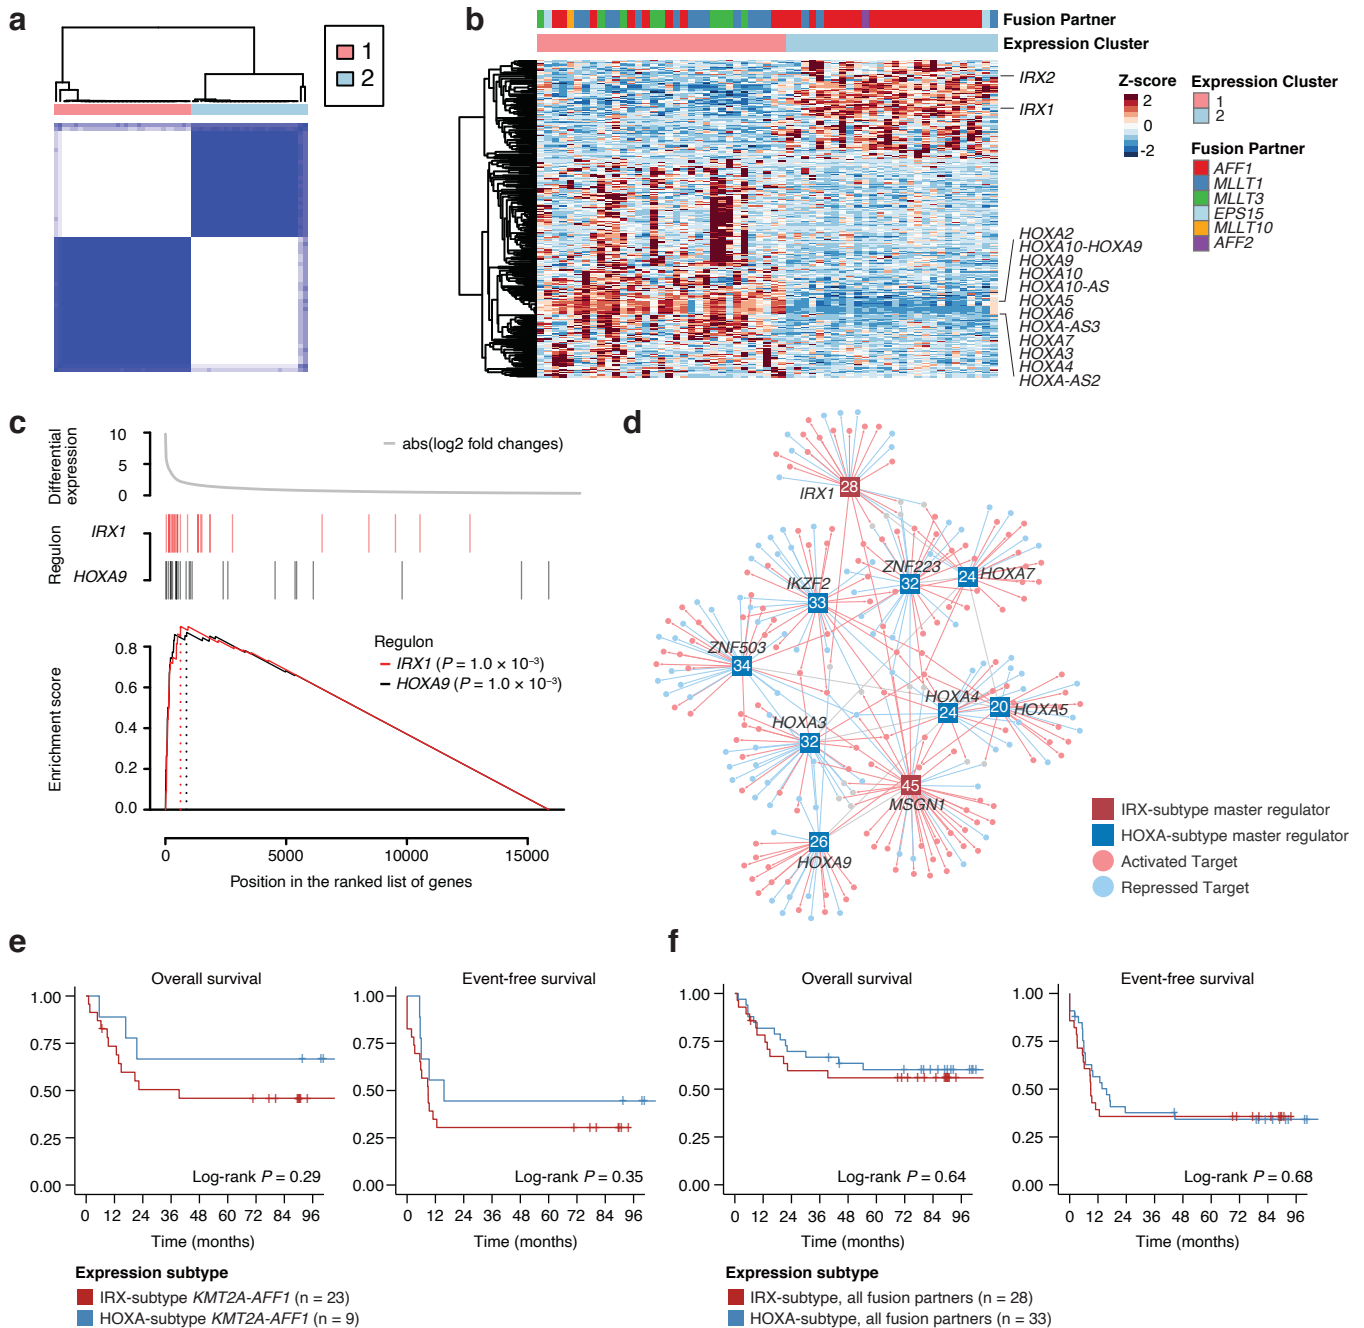 a
1
2
b
Fusion Partner
Expression Cluster
IRX2
IRX1
HOXA2
HOXA10-HOXA9
HOXA9
HOXA10
HOXA10-AS
HOXA5
HOXA6
HOXA-AS3
HOXA7
HOXA3
HOXA4
HOXA-AS2
Z-score
2
0
-2
Expression Cluster
1
2
Fusion Partner
AFF1
MLLT1
MLLT3
EPS15
MLLT10
AFF2
c
Differential
expression
10
5
0
abs(log2 fold changes)
Regulon
IRX1
HOXA9
Enrichment score
0.8
0.6
0.4
0.2
0.0
Regulon
IRX1 (P = 1.0 × 10⁻³)
HOXA9 (P = 1.0 × 10⁻³)
0 5000 10000 15000
Position in the ranked list of genes
d
28
IRX1
ZNF223
32
24 HOXA7
IKZF2
33
ZNF503
34
HOXA4
24
20 HOXA5
HOXA3
32
45
MSGN1
26
HOXA9
IRX-subtype master regulator
HOXA-subtype master regulator
Activated Target
Repressed Target
e
Overall survival
1.00
0.75
0.50
0.25
0.00
Log-rank P = 0.29
0 12 24 36 48 60 72 84 96
Time (months)
Event-free survival
1.00
0.75
0.50
0.25
0.00
Log-rank P = 0.35
0 12 24 36 48 60 72 84 96
Time (months)
Expression subtype
IRX-subtype KMT2A-AFF1 (n = 23)
HOXA-subtype KMT2A-AFF1 (n = 9)
f
Overall survival
1.00
0.75
0.50
0.25
0.00
Log-rank P = 0.64
0 12 24 36 48 60 72 84 96
Time (months)
Event-free survival
1.00
0.75
0.50
0.25
0.00
Log-rank P = 0.68
0 12 24 36 48 60 72 84 96
Time (months)
Expression subtype
IRX-subtype, all fusion partners (n = 28)
HOXA-subtype, all fusion partners (n = 33)